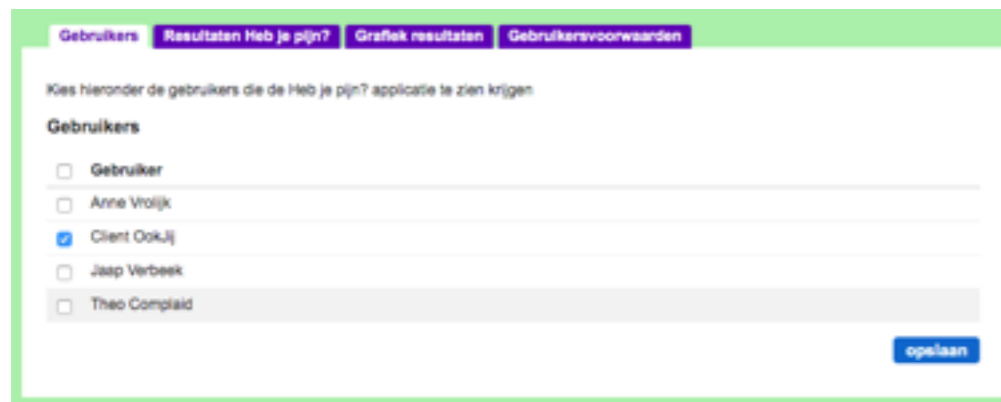 Gebruikers Resultaten Heb je pijn? Grafiek resultaten Gebruikersvoorwaarden
Kies hieronder de gebruikers die de Heb je pijn? applicatie te zien krijgen
Gebruikers
Gebruiker
Anne Vrolijk
Client OokJij
Jaap Verbeek
Theo Complaid
opslaan